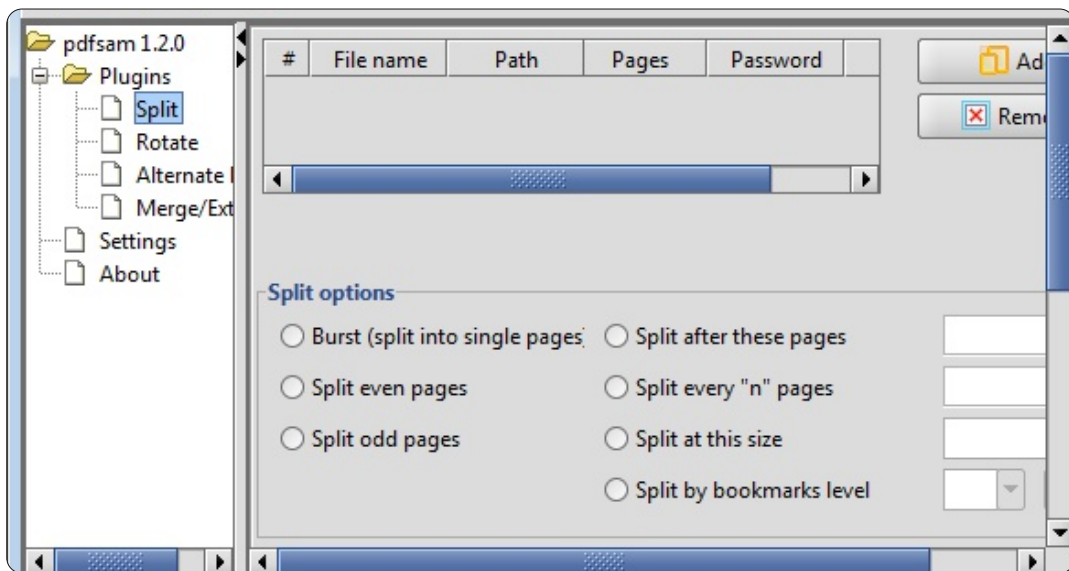 pdfsam 1.2.0
Plugins
Split
Rotate
Alternate
Merge/Ext
Settings
About
# File name Path Pages Password
Ad
Remo
Split options
Burst (split into single pages) Split after these pages
Split even pages Split every "n" pages
Split odd pages Split at this size
Split by bookmarks level